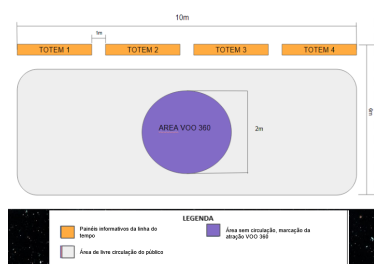 10m
1m
TOTEM 1 TOTEM 2 TOTEM 3 TOTEM 4
6m
AREA VOO 360
2m
LEGENDA
Painéis informativos da linha do
tempo
Área sem circulação, marcação da
atração VOO 360
Área de livre circulação do público